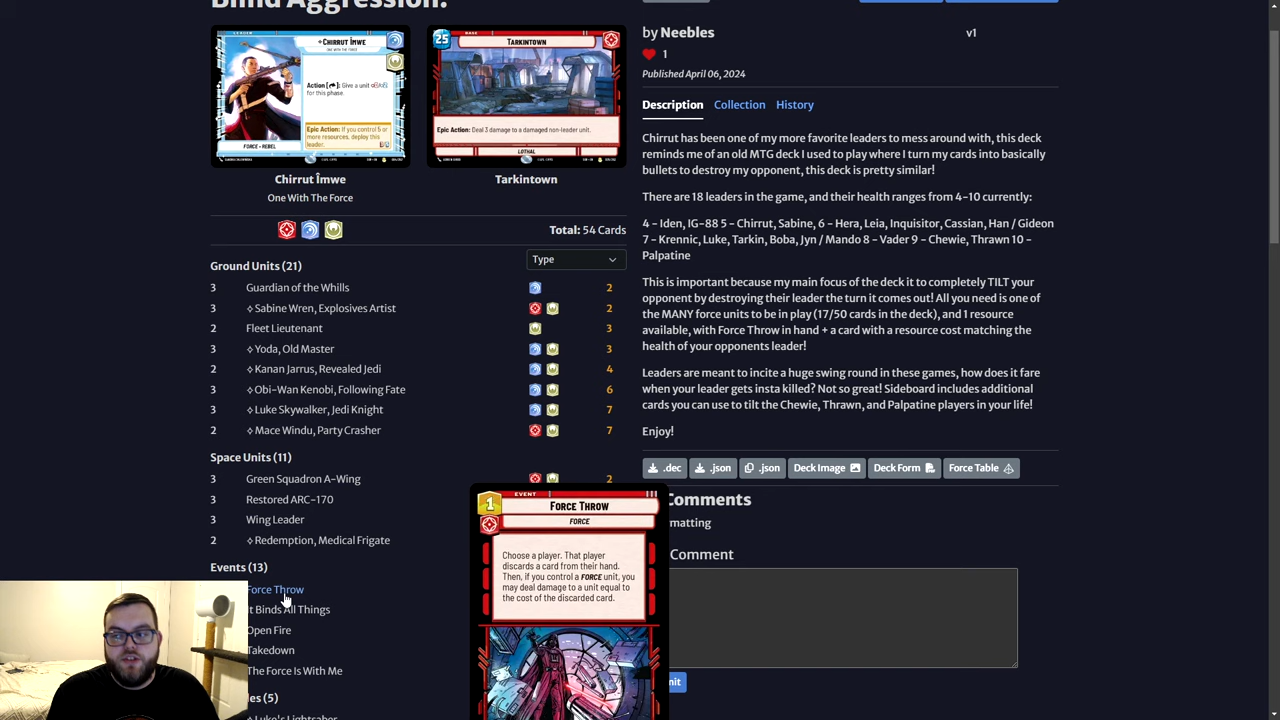 Blind Aggression!
LEADER
CHIRRUT ÎMWE
ONE WITH THE FORCE
Action
: Give a unit
for this phase.
Epic Action: If you control 5 or
more resources, deploy this
leader.
FORCE • REBEL
25
BASE
TARKINTOWN
Epic Action: Deal 3 damage to a damaged non-leader unit.
LOTHAL
Chirrut Îmwe
One With The Force
Tarkintown
Total: 54 Cards
Type
Ground Units (21)
3 Guardian of the Whills 2
3 Sabine Wren, Explosives Artist 2
2 Fleet Lieutenant 3
3 Yoda, Old Master 3
2 Kanan Jarrus, Revealed Jedi 4
3 Obi-Wan Kenobi, Following Fate 6
3 Luke Skywalker, Jedi Knight 7
2 Mace Windu, Party Crasher 7
Space Units (11)
3 Green Squadron A-Wing 2
3 Restored ARC-170
3 Wing Leader
2 Redemption, Medical Frigate
Events (13)
Force Throw
It Binds All Things
Open Fire
Takedown
The Force Is With Me
es (5)
Luke's Lightsaber
1
EVENT
FORCE THROW
FORCE
Choose a player. That player
discards a card from their hand.
Then, if you control a FORCE unit, you
may deal damage to a unit equal to
the cost of the discarded card.
by Neebles
v1
1
Published April 06, 2024
Description Collection History
Chirrut has been one of my favorite leaders to mess around with, this deck
reminds me of an old MTG deck I used to play where I turn my cards into basically
bullets to destroy my opponent, this deck is pretty similar!
There are 18 leaders in the game, and their health ranges from 4-10 currently:
4 - Iden, IG-88 5 - Chirrut, Sabine, 6 - Hera, Leia, Inquisitor, Cassian, Han / Gideon
7 - Krennic, Luke, Tarkin, Boba, Jyn / Mando 8 - Vader 9 - Chewie, Thrawn 10 -
Palpatine
This is important because my main focus of the deck it to completely TILT your
opponent by destroying their leader the turn it comes out! All you need is one of
the MANY force units to be in play (17/50 cards in the deck), and 1 resource
available, with Force Throw in hand + a card with a resource cost matching the
health of your opponents leader!
Leaders are meant to incite a huge swing round in these games, how does it fare
when your leader gets insta killed? Not so great! Sideboard includes additional
cards you can use to tilt the Chewie, Thrawn, and Palpatine players in your life!
Enjoy!
.dec .json .json Deck Image Deck Form Force Table
Comments
matting
Comment
it